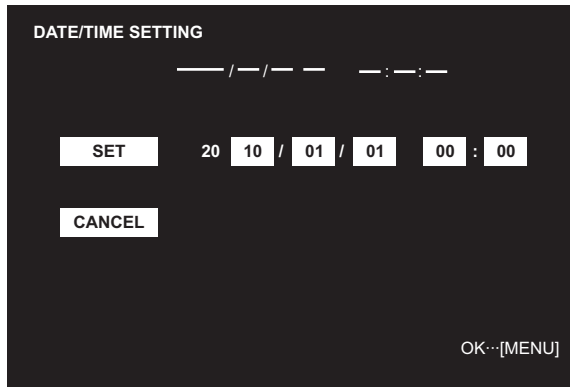 DATE/TIME SETTING
——/—/— — —:—:—
SET 20 10 / 01 / 01 00 : 00
CANCEL
OK···[MENU]